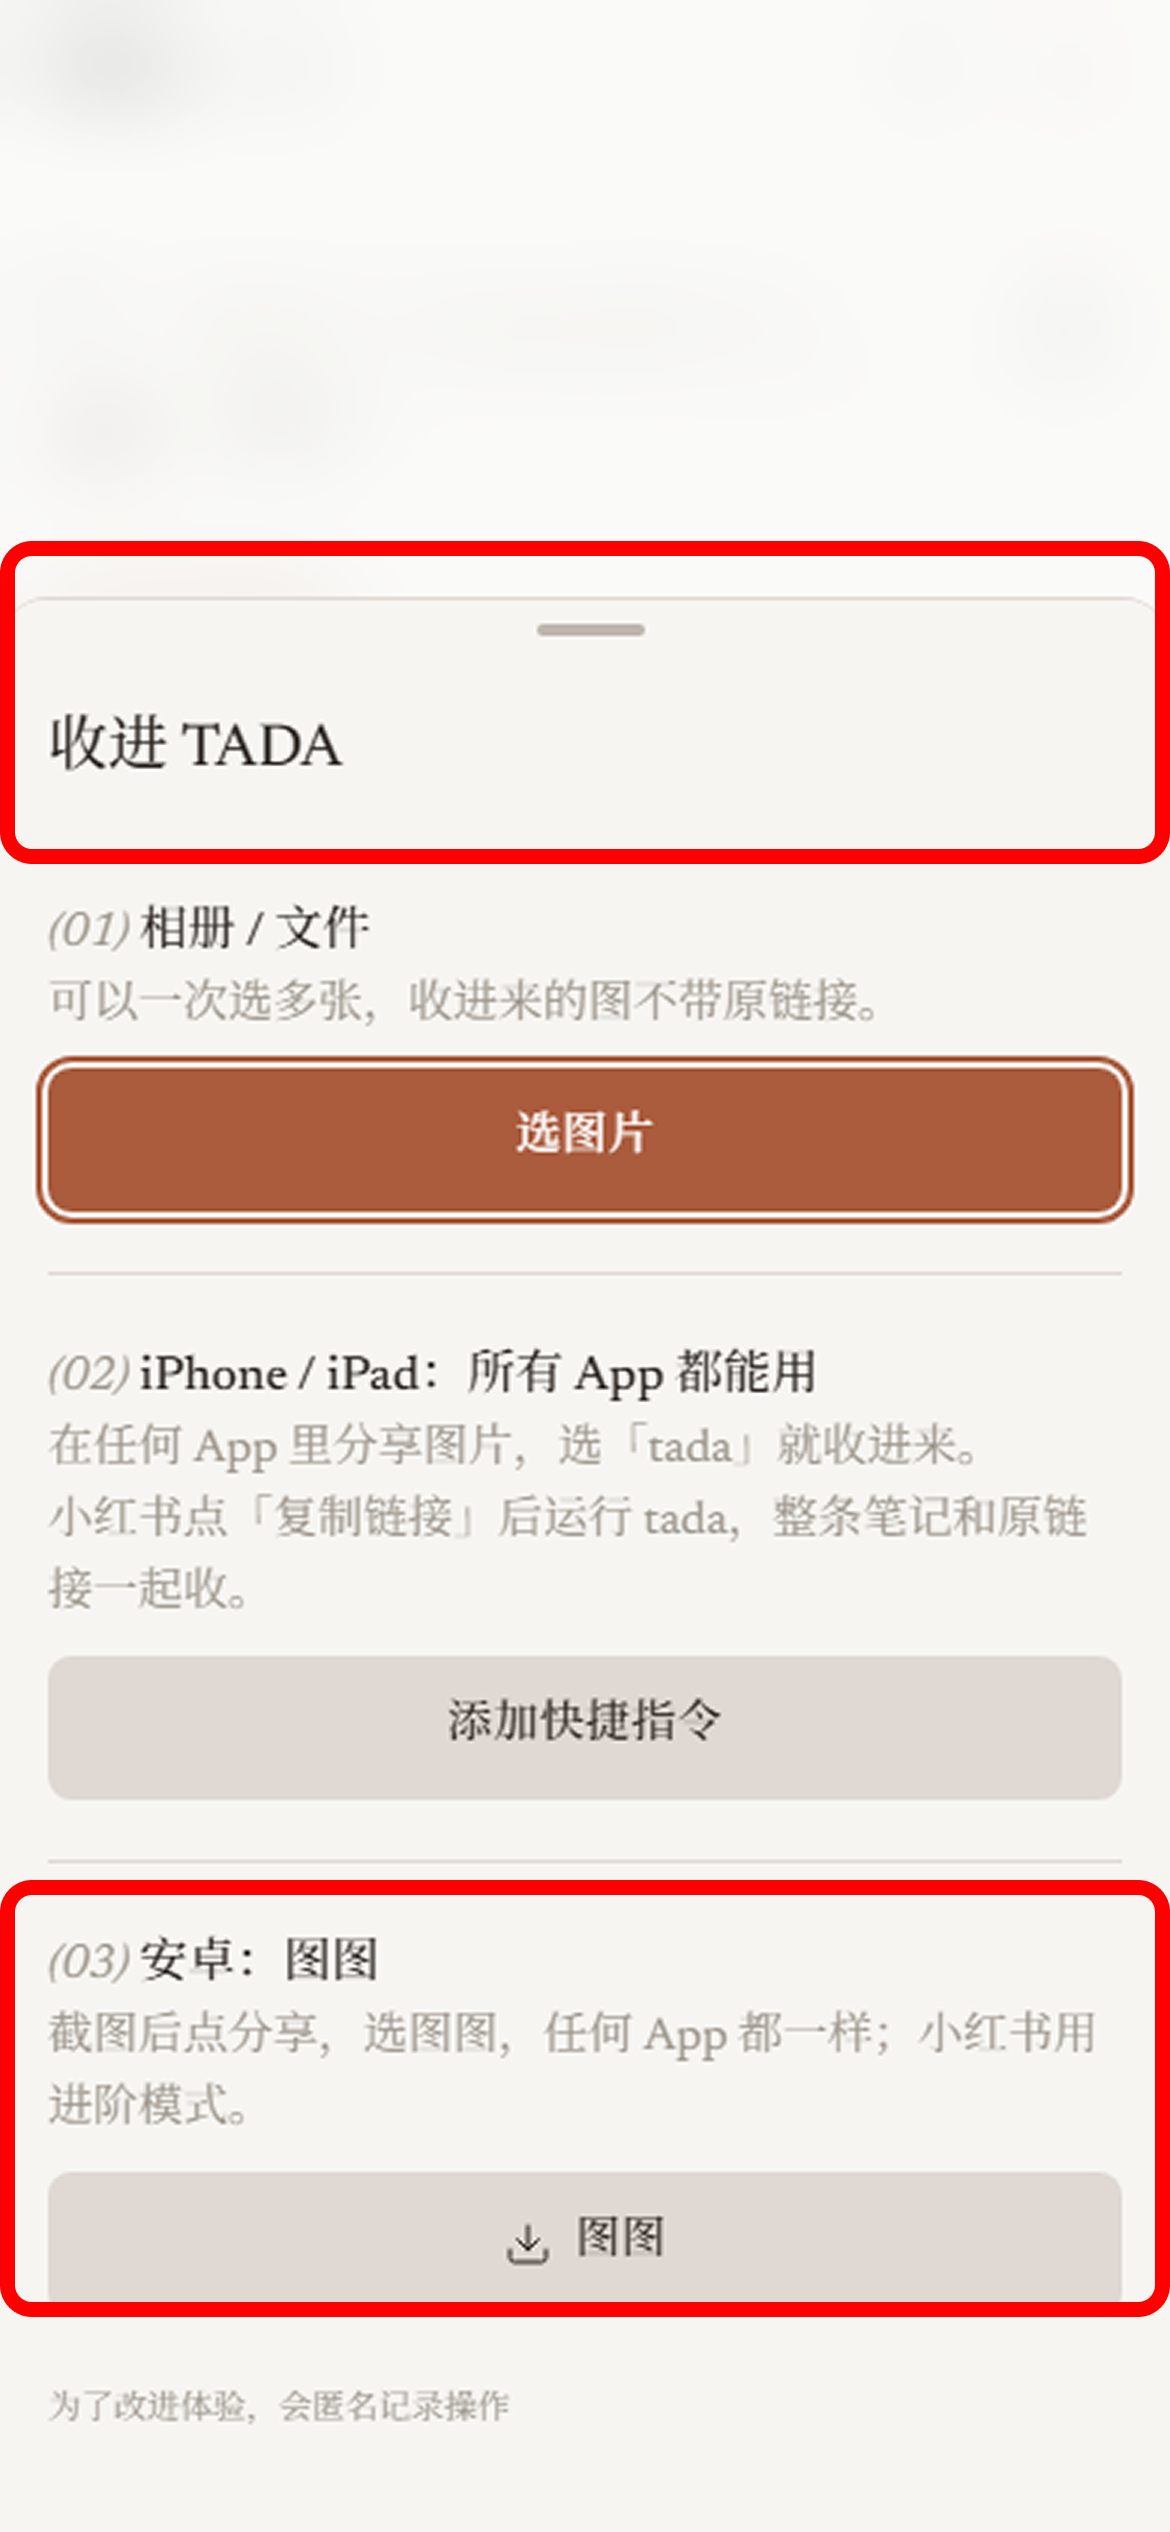 收进 TADA
(01) 相册 / 文件
可以一次选多张，收进来的图不带原链接。
选图片
(02) iPhone / iPad：所有 App 都能用
在任何 App 里分享图片，选「tada」就收进来。
小红书点「复制链接」后运行 tada，整条笔记和原链
接一起收。
添加快捷指令
(03) 安卓：图图
截图后点分享，选图图，任何 App 都一样；小红书用
进阶模式。
图图
为了改进体验，会匿名记录操作